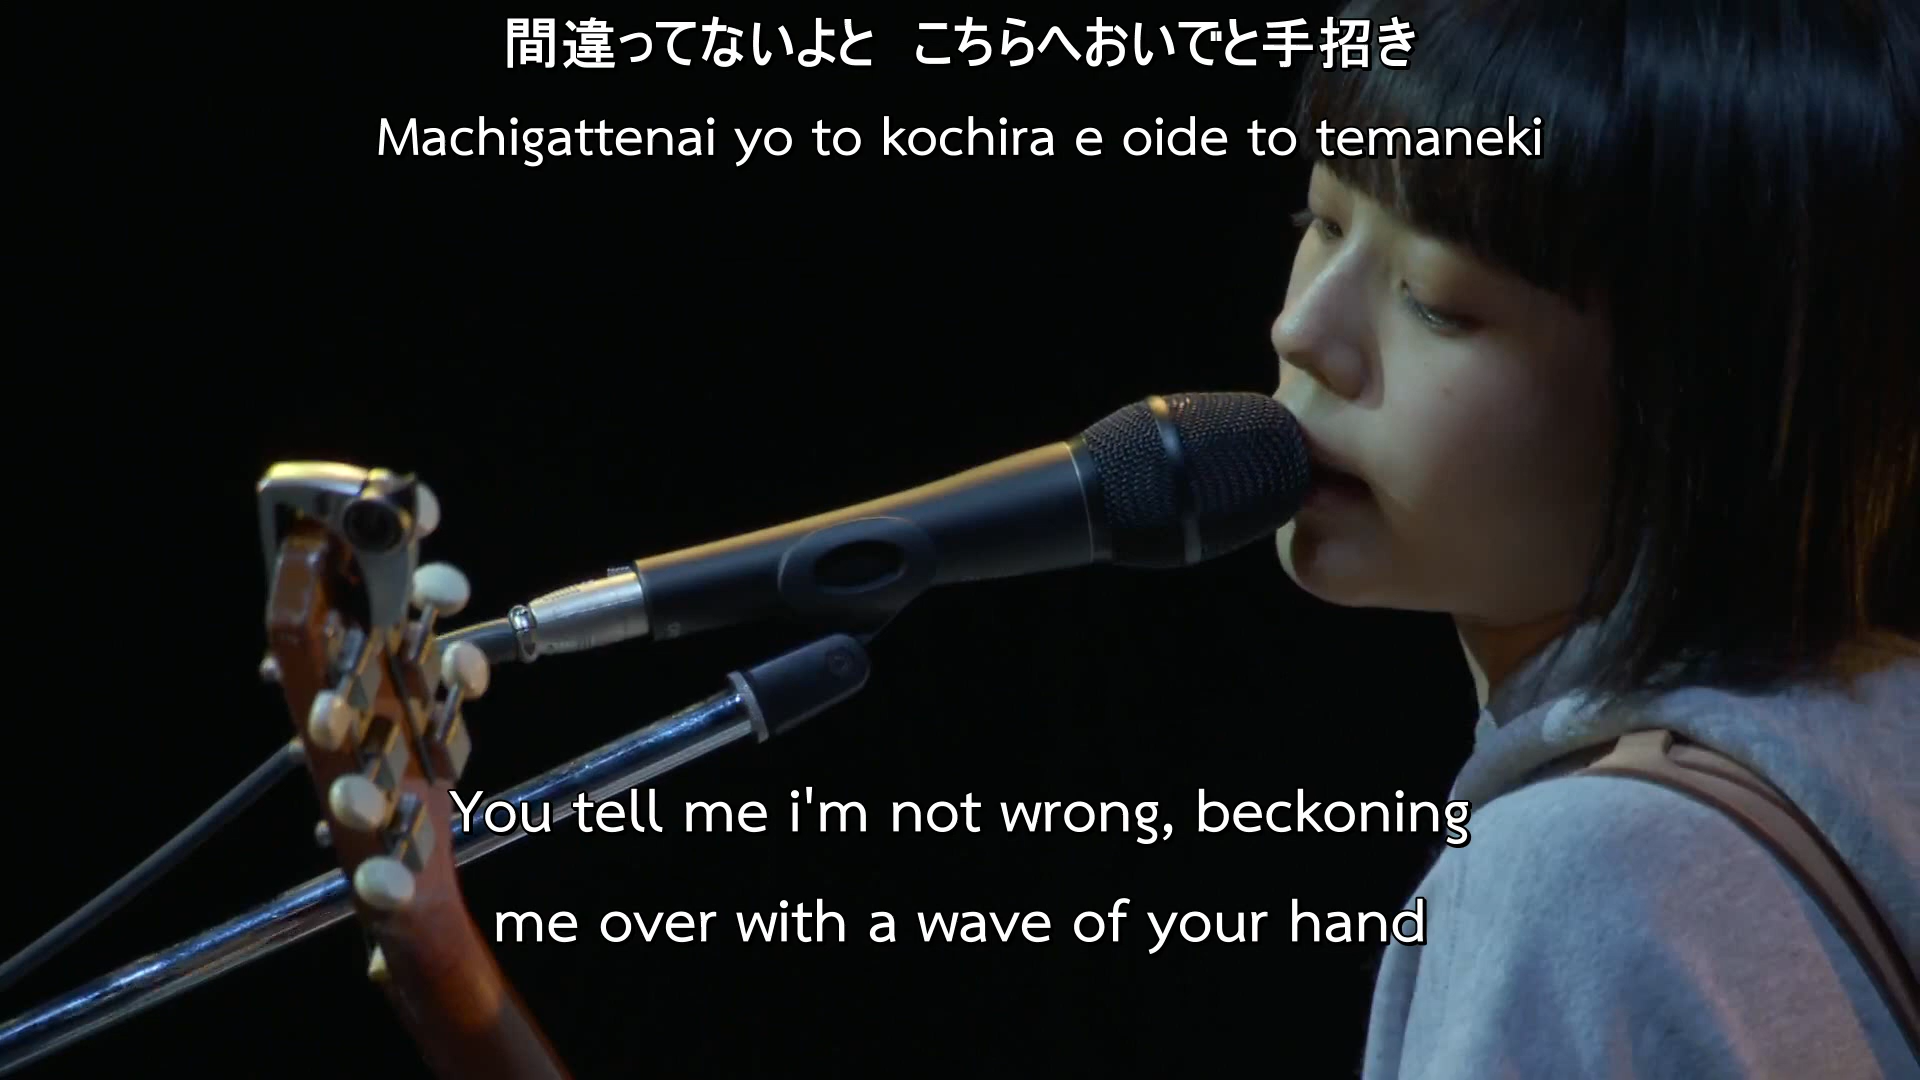 間違ってないよと　こちらへおいでと手招き
Machigattenai yo to kochira e oide to temaneki
You tell me i'm not wrong, beckoning
me over with a wave of your hand